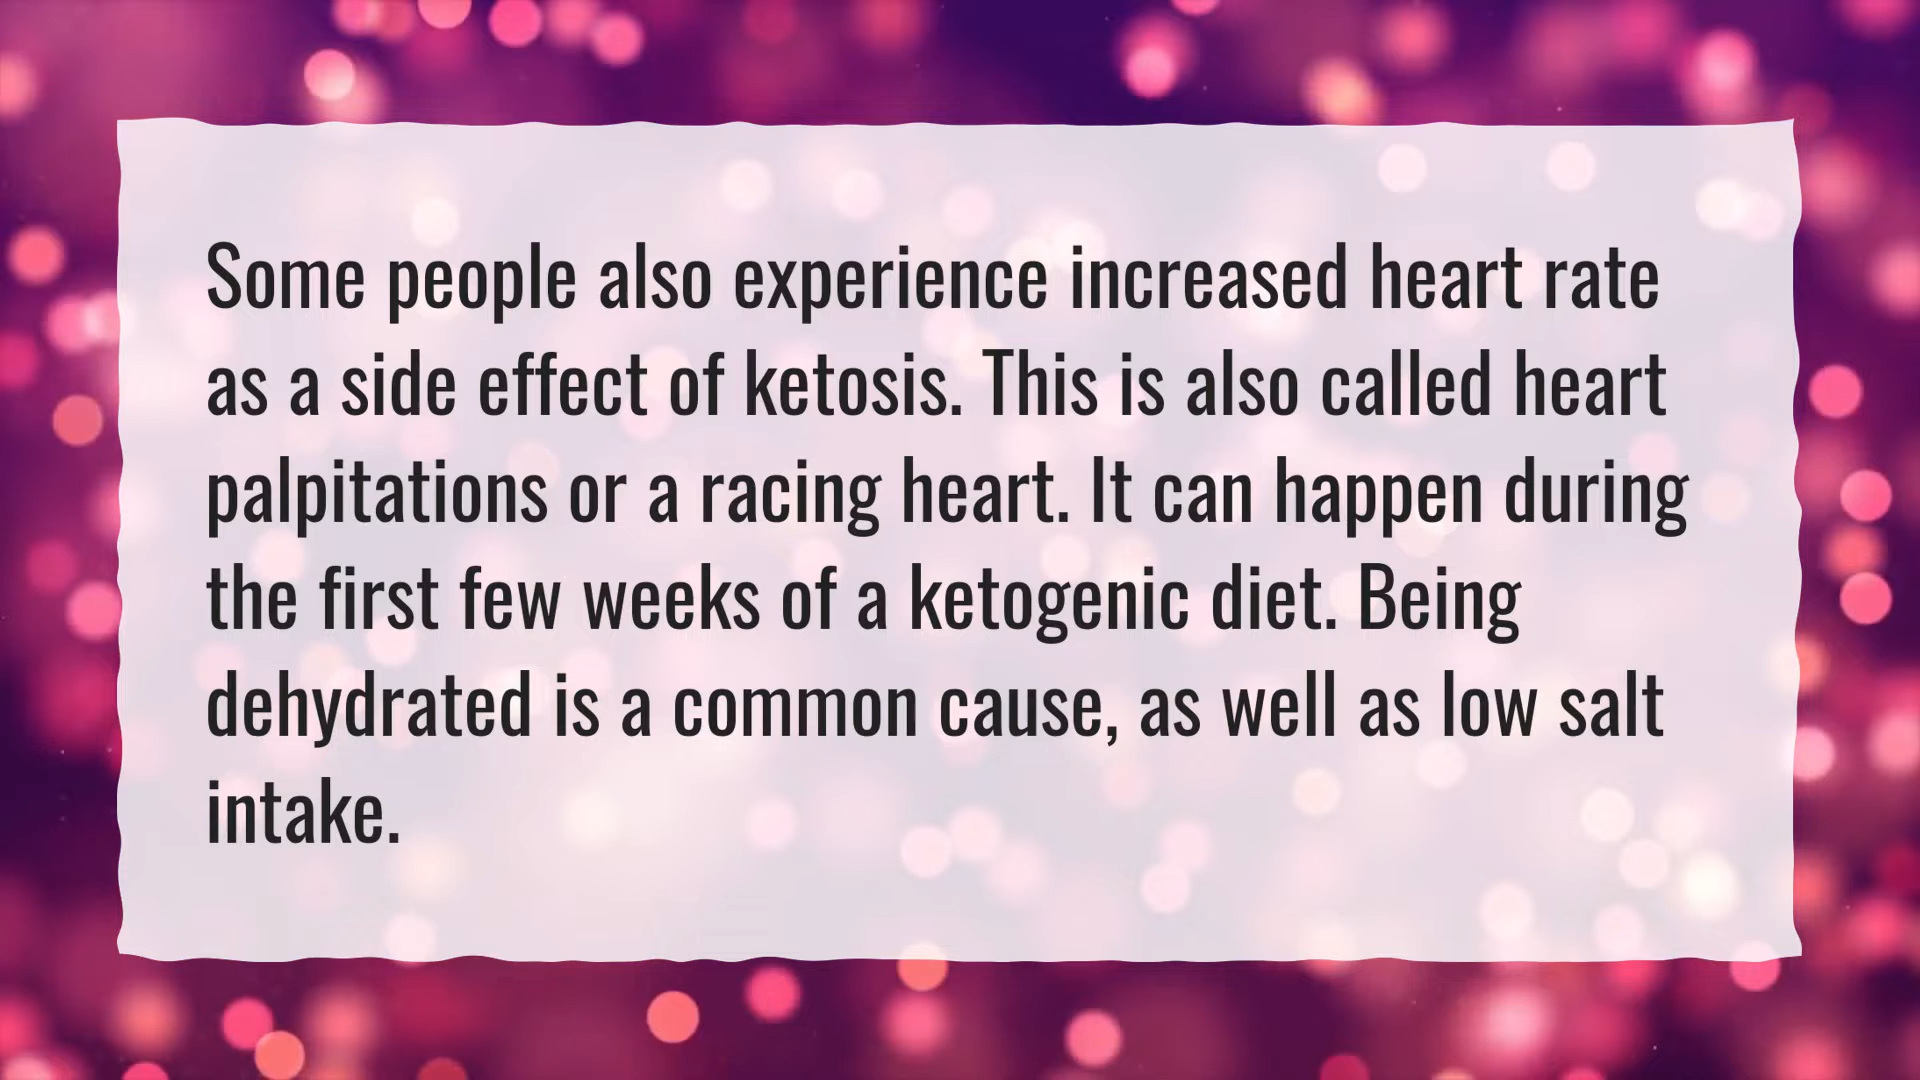 Some people also experience increased heart rate
as a side effect of ketosis. This is also called heart
palpitations or a racing heart. It can happen during
the first few weeks of a ketogenic diet. Being
dehydrated is a common cause, as well as low salt
intake.